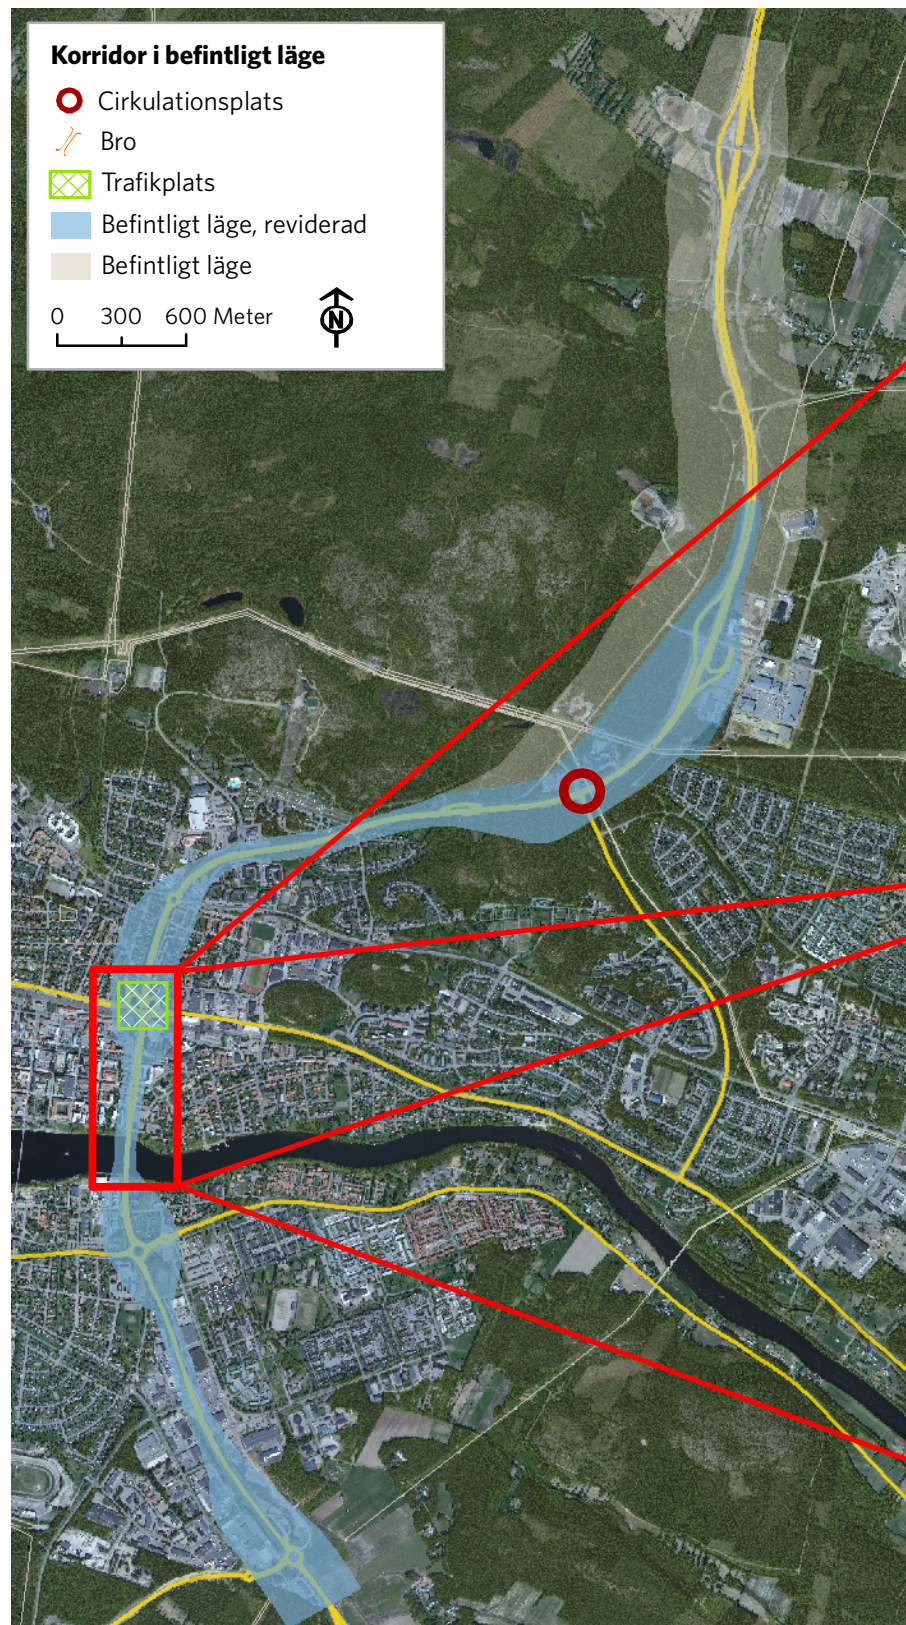 Korridor i befintligt läge
Cirkulationsplats
Bro
Trafikplats
Befintligt läge, reviderad
Befintligt läge
0 300 600 Meter
N